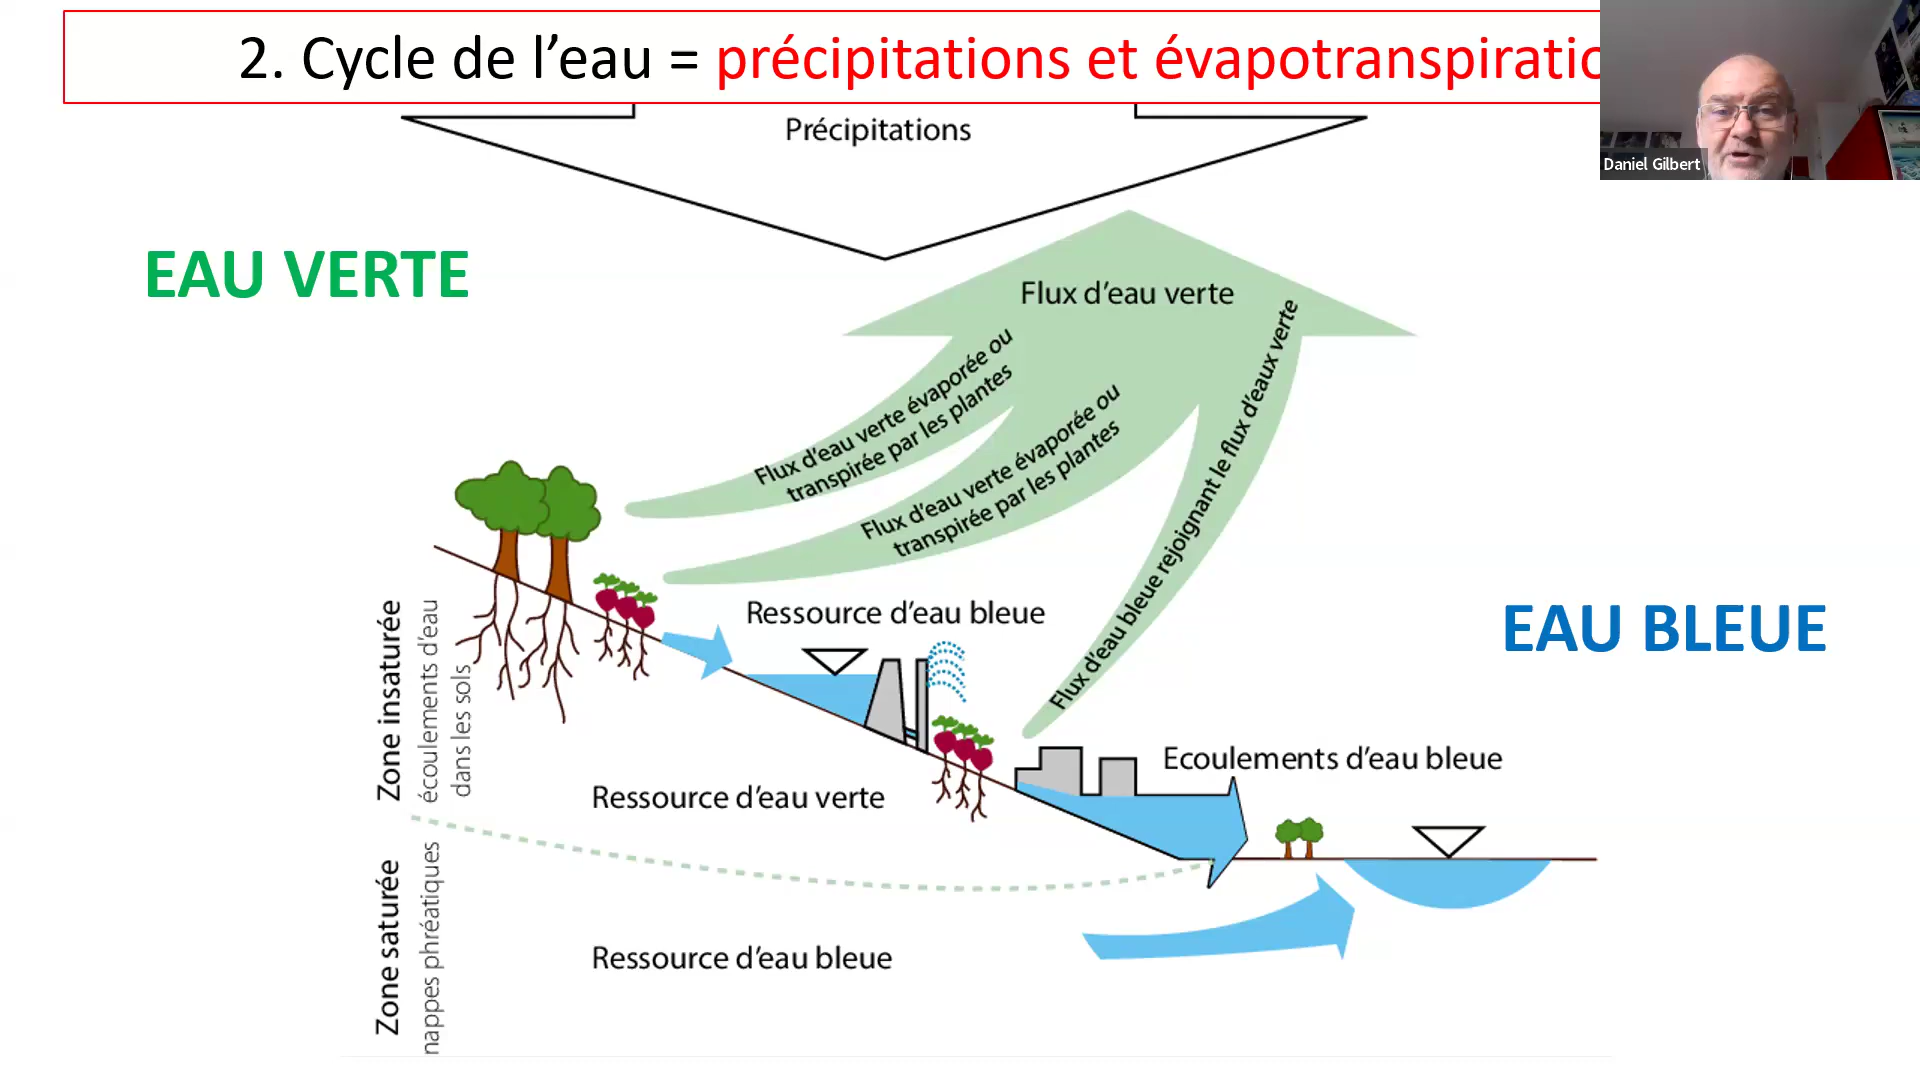 2. Cycle de l’eau = précipitations et évapotranspiratio
Daniel Gilbert
Précipitations
EAU VERTE
Flux d’eau verte
Flux d’eau verte évaporée ou
transpirée par les plantes
Flux d’eau verte évaporée ou
transpirée par les plantes
Flux d’eau bleue rejoignant le flux d’eaux verte
Ressource d’eau bleue
EAU BLEUE
Zone insaturée
écoulements d’eau
dans les sols
Ecoulements d’eau bleue
Ressource d’eau verte
Zone saturée
nappes phréatiques
Ressource d’eau bleue